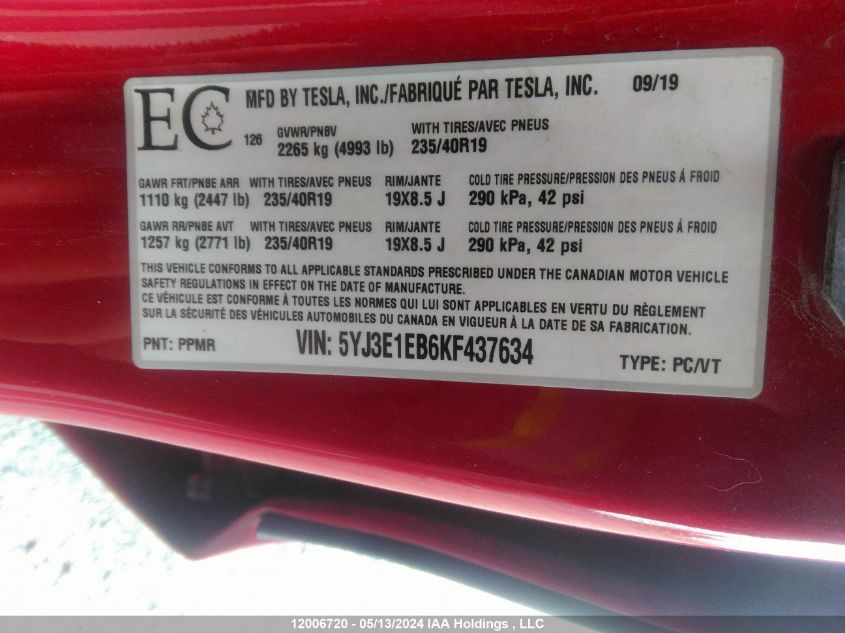 EC
MFD BY TESLA, INC./FABRIQUÉ PAR TESLA, INC. 09/19
126
GVWR/PNBV WITH TIRES/AVEC PNEUS
2265 kg (4993 lb) 235/40R19
GAWR FRT/PNBE ARR WITH TIRES/AVEC PNEUS RIM/JANTE COLD TIRE PRESSURE/PRESSION DES PNEUS À FROID
1110 kg (2447 lb) 235/40R19 19X8.5 J 290 kPa, 42 psi
GAWR RR/PNBE AVT WITH TIRES/AVEC PNEUS RIM/JANTE COLD TIRE PRESSURE/PRESSION DES PNEUS À FROID
1257 kg (2771 lb) 235/40R19 19X8.5 J 290 kPa, 42 psi
THIS VEHICLE CONFORMS TO ALL APPLICABLE STANDARDS PRESCRIBED UNDER THE CANADIAN MOTOR VEHICLE
SAFETY REGULATIONS IN EFFECT ON THE DATE OF MANUFACTURE.
CE VÉHICULE EST CONFORME À TOUTES LES NORMES QUI LUI SONT APPLICABLES EN VERTU DU RÈGLEMENT
SUR LA SÉCURITÉ DES VÉHICULES AUTOMOBILES DU CANADA EN VIGUEUR À LA DATE DE SA FABRICATION.
PNT: PPMR VIN: 5YJ3E1EB6KF437634 TYPE: PC/VT
12006720 - 05/13/2024 IAA Holdings , LLC